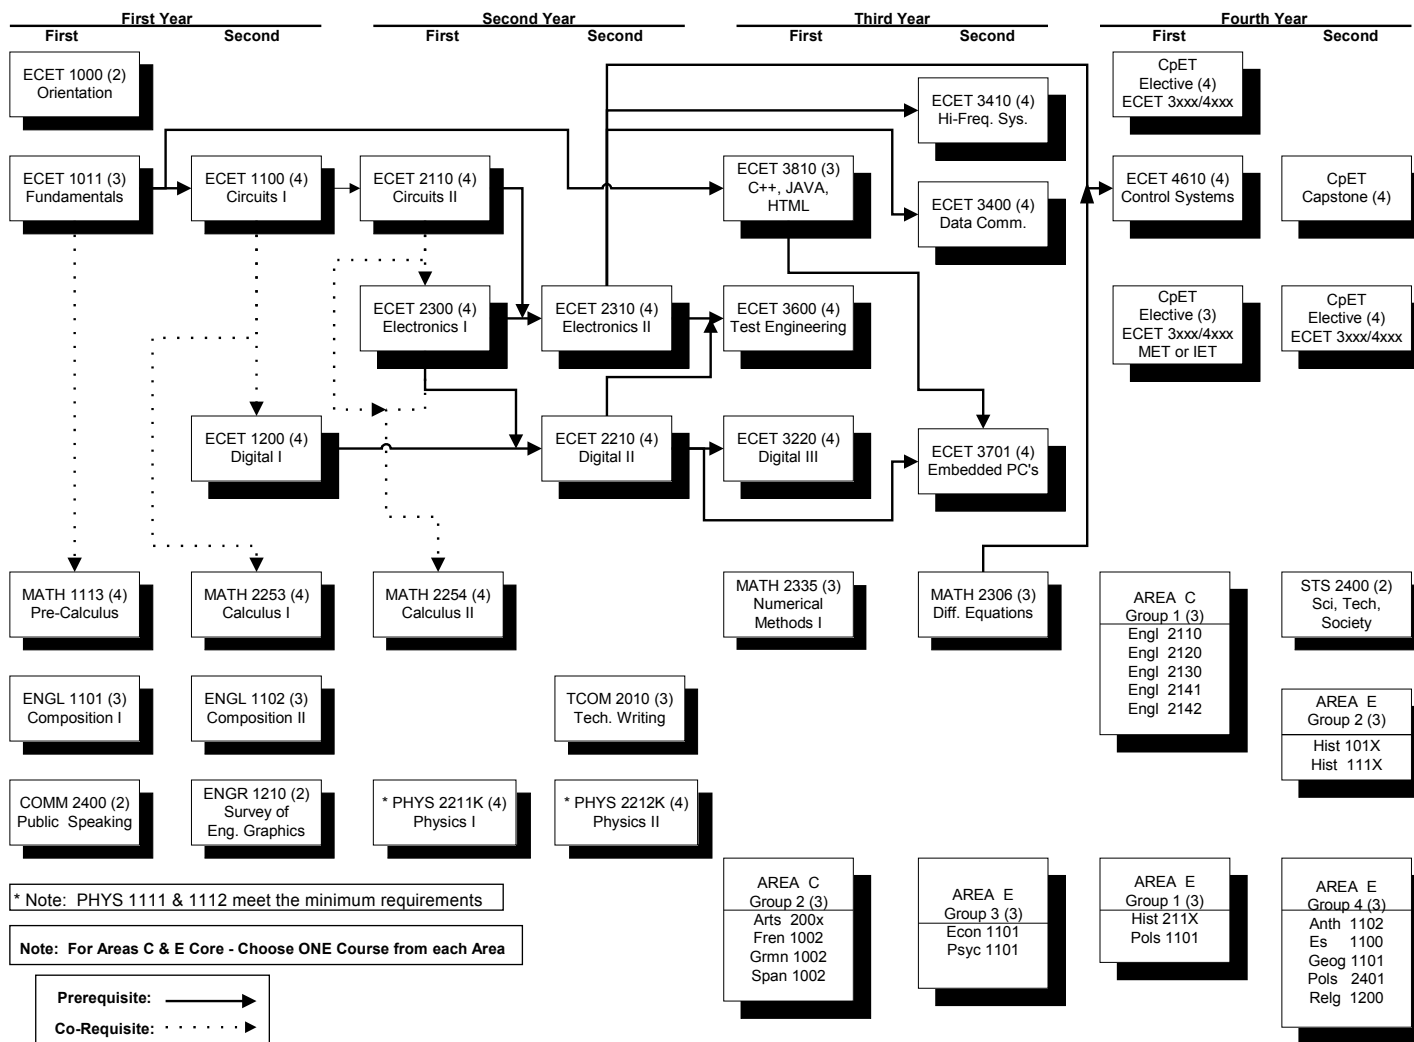 First Year
Second Year
Third Year
Fourth Year
First
Second
First
Second
First
Second
First
Second
ECET 1000 (2)
Orientation
ECET 3410 (4)
Hi-Freq. Sys.
CpET
Elective (4)
ECET 3xxx/4xxx
ECET 1011 (3)
Fundamentals
ECET 1100 (4)
Circuits I
ECET 2110 (4)
Circuits II
ECET 3810 (3)
C++, JAVA,
HTML
ECET 3400 (4)
Data Comm.
ECET 4610 (4)
Control Systems
CpET
Capstone (4)
ECET 2300 (4)
Electronics I
ECET 2310 (4)
Electronics II
ECET 3600 (4)
Test Engineering
CpET
Elective (3)
ECET 3xxx/4xxx
MET or IET
CpET
Elective (4)
ECET 3xxx/4xxx
ECET 1200 (4)
Digital I
ECET 2210 (4)
Digital II
ECET 3220 (4)
Digital III
ECET 3701 (4)
Embedded PC's
MATH 1113 (4)
Pre-Calculus
MATH 2253 (4)
Calculus I
MATH 2254 (4)
Calculus II
MATH 2335 (3)
Numerical
Methods I
MATH 2306 (3)
Diff. Equations
AREA C
Group 1 (3)
Engl 2110
Engl 2120
Engl 2130
Engl 2141
Engl 2142
STS 2400 (2)
Sci, Tech,
Society
ENGL 1101 (3)
Composition I
ENGL 1102 (3)
Composition II
TCOM 2010 (3)
Tech. Writing
AREA E
Group 2 (3)
Hist 101X
Hist 111X
COMM 2400 (2)
Public Speaking
ENGR 1210 (2)
Survey of
Eng. Graphics
* PHYS 2211K (4)
Physics I
* PHYS 2212K (4)
Physics II
AREA C
Group 2 (3)
Arts 200x
Fren 1002
Grmn 1002
Span 1002
AREA E
Group 3 (3)
Econ 1101
Psyc 1101
AREA E
Group 1 (3)
Hist 211X
Pols 1101
AREA E
Group 4 (3)
Anth 1102
Es 1100
Geog 1101
Pols 2401
Relg 1200
* Note: PHYS 1111 & 1112 meet the minimum requirements
Note: For Areas C & E Core - Choose ONE Course from each Area
Prerequisite:
Co-Requisite: